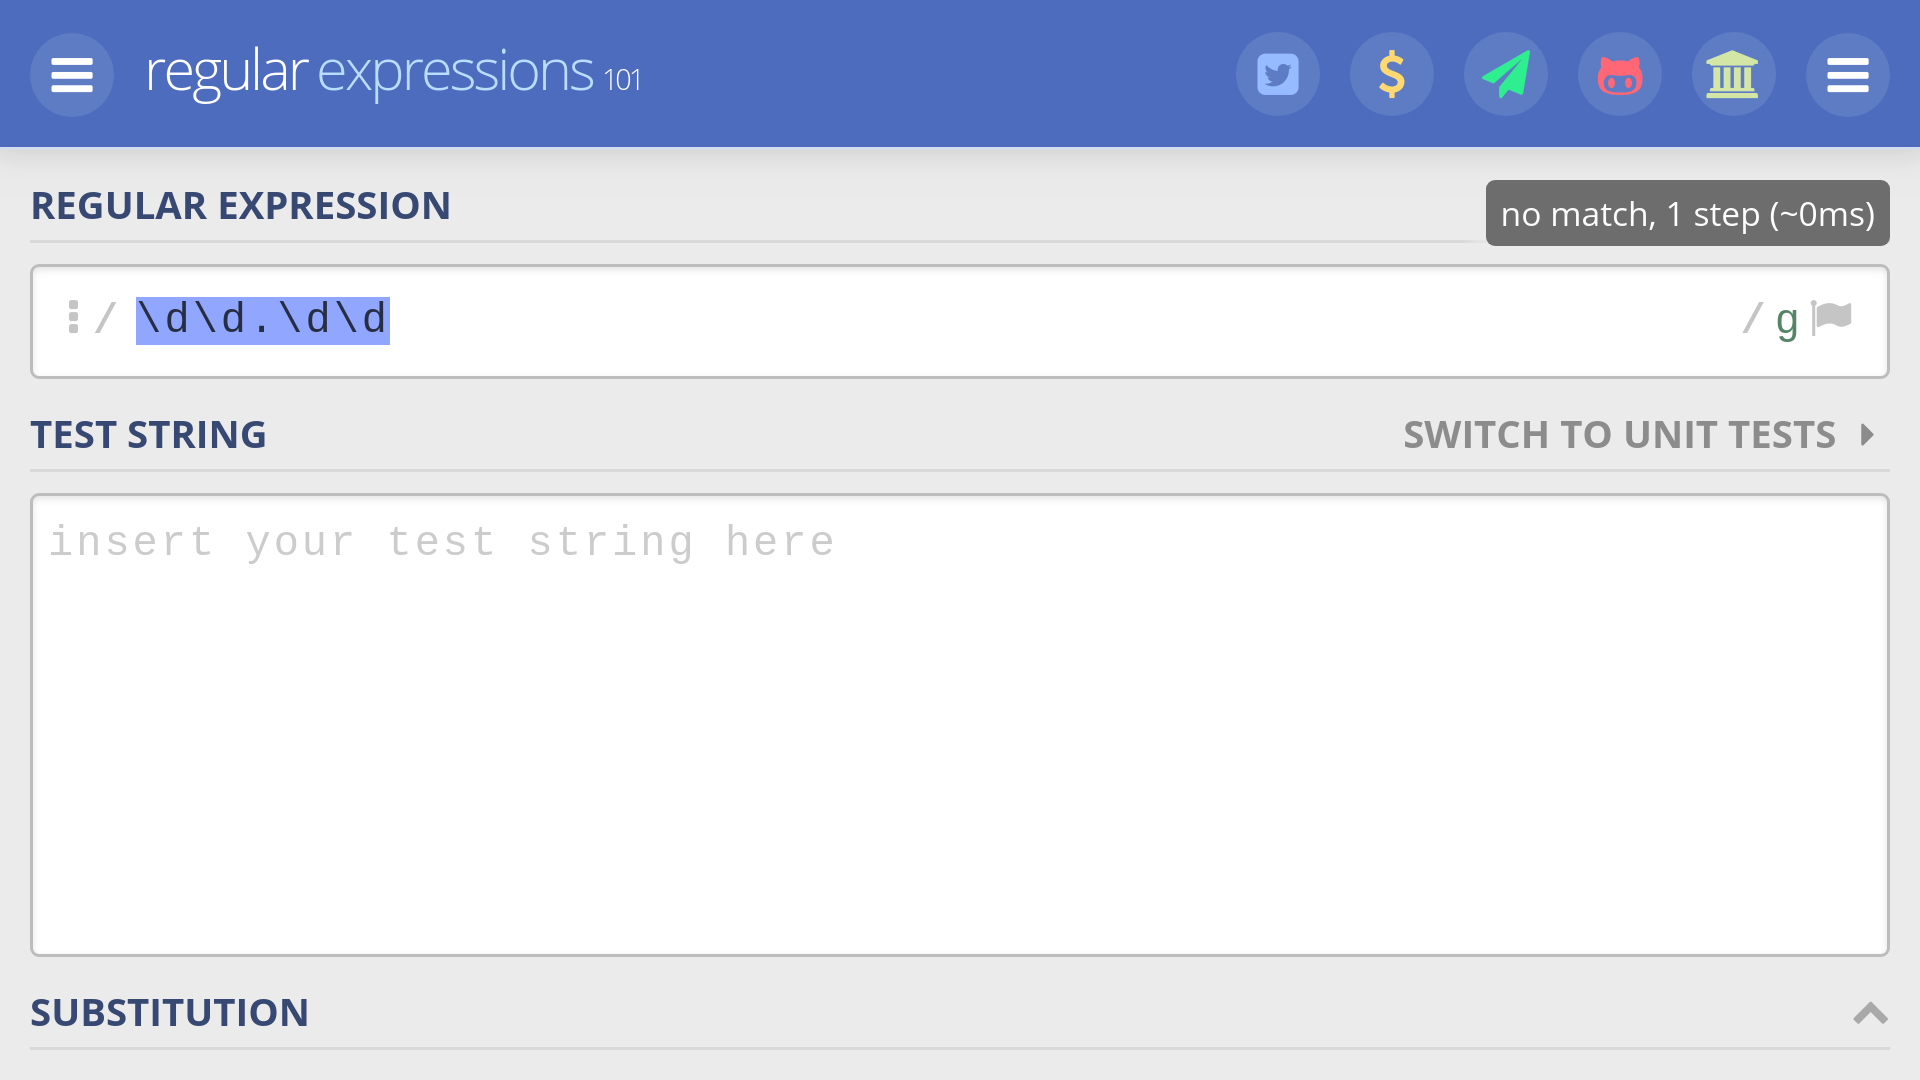 regular expressions 101
REGULAR EXPRESSION
no match, 1 step (~0ms)
/ \d\d.\d\d / g
TEST STRING
SWITCH TO UNIT TESTS
insert your test string here
SUBSTITUTION